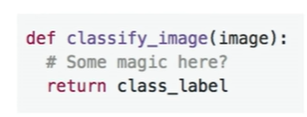 def classify_image(image):
# Some magic here?
return class_label